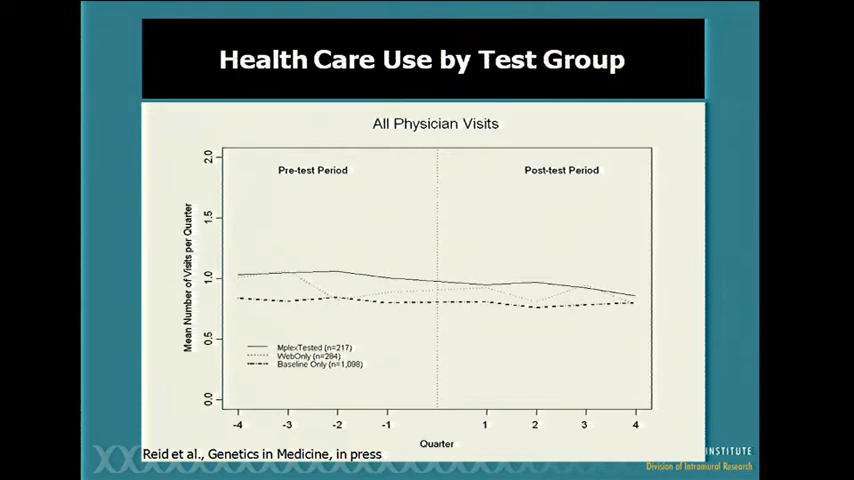 Health Care Use by Test Group
All Physician Visits
Pre-test Period
Post-test Period
Mean Number of Visits per Quarter
2.0
1.5
1.0
0.5
0.0
MplexTested (n=217)
WebOnly (n=284)
Baseline Only (n=1,098)
-4 -3 -2 -1 1 2 3 4
Quarter
Reid et al., Genetics in Medicine, in press
INSTITUTE
Division of Intramural Research